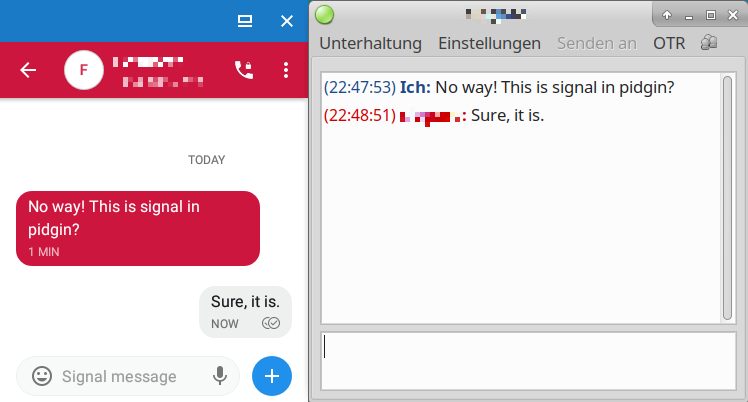 F
TODAY
No way! This is signal in
pidgin?
1 MIN
Sure, it is.
NOW
Signal message
Unterhaltung Einstellungen Senden an OTR
(22:47:53) Ich: No way! This is signal in pidgin?
(22:48:51) : Sure, it is.